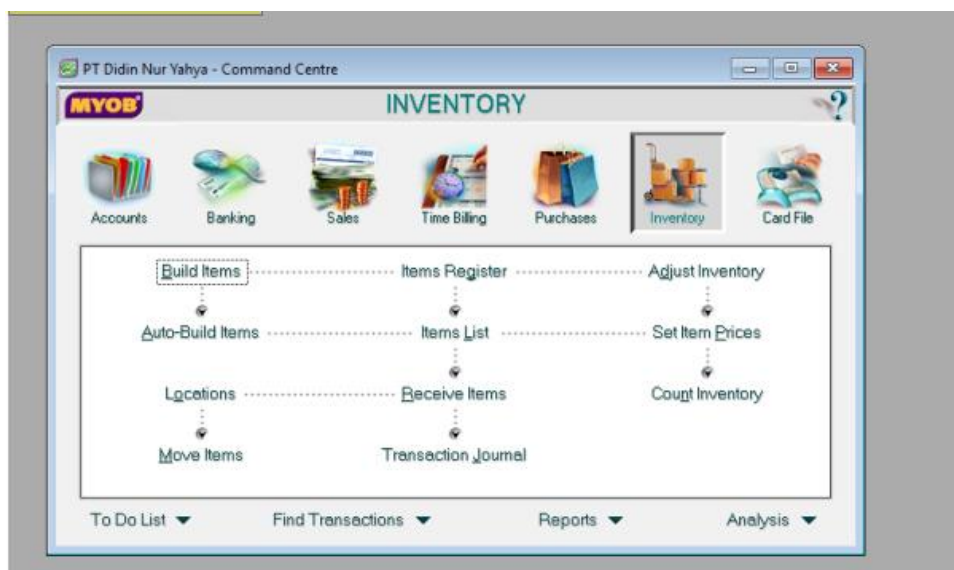 PT Didin Nur Yahya - Command Centre
MYOB INVENTORY
Accounts Banking Sales Time Billing Purchases Inventory Card File
Build Items Items Register Adjust Inventory
Auto-Build Items Items List Set Item Prices
Locations Receive Items Count Inventory
Move Items Transaction Journal
To Do List Find Transactions Reports Analysis